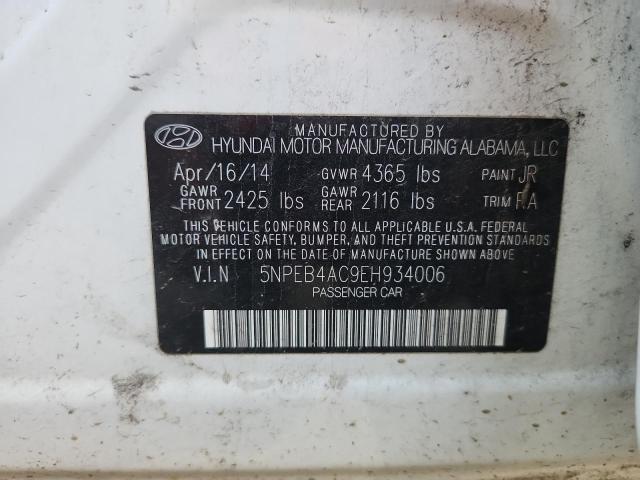 MANUFACTURED BY
HYUNDAI MOTOR MANUFACTURING ALABAMA, LLC
Apr/16/14 GVWR 4365 lbs PAINT JR
GAWR FRONT 2425 lbs GAWR REAR 2116 lbs TRIM RA
THIS VEHICLE CONFORMS TO ALL APPLICABLE U.S.A. FEDERAL
MOTOR VEHICLE SAFETY, BUMPER, AND THEFT PREVENTION STANDARDS
IN EFFECT ON THE DATE OF MANUFACTURE SHOWN ABOVE
V.I.N 5NPEB4AC9EH934006
PASSENGER CAR